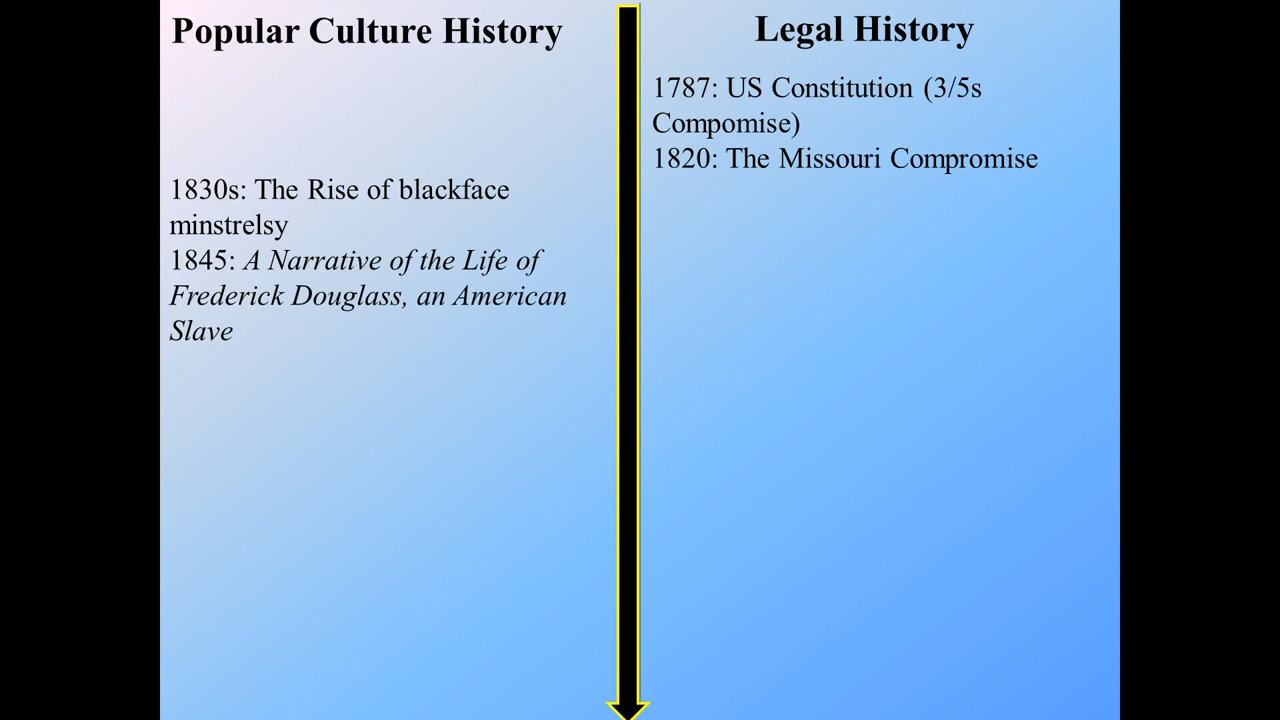 Popular Culture History
1830s: The Rise of blackface
minstrelsy
1845: A Narrative of the Life of
Frederick Douglass, an American
Slave
Legal History
1787: US Constitution (3/5s
Compomise)
1820: The Missouri Compromise